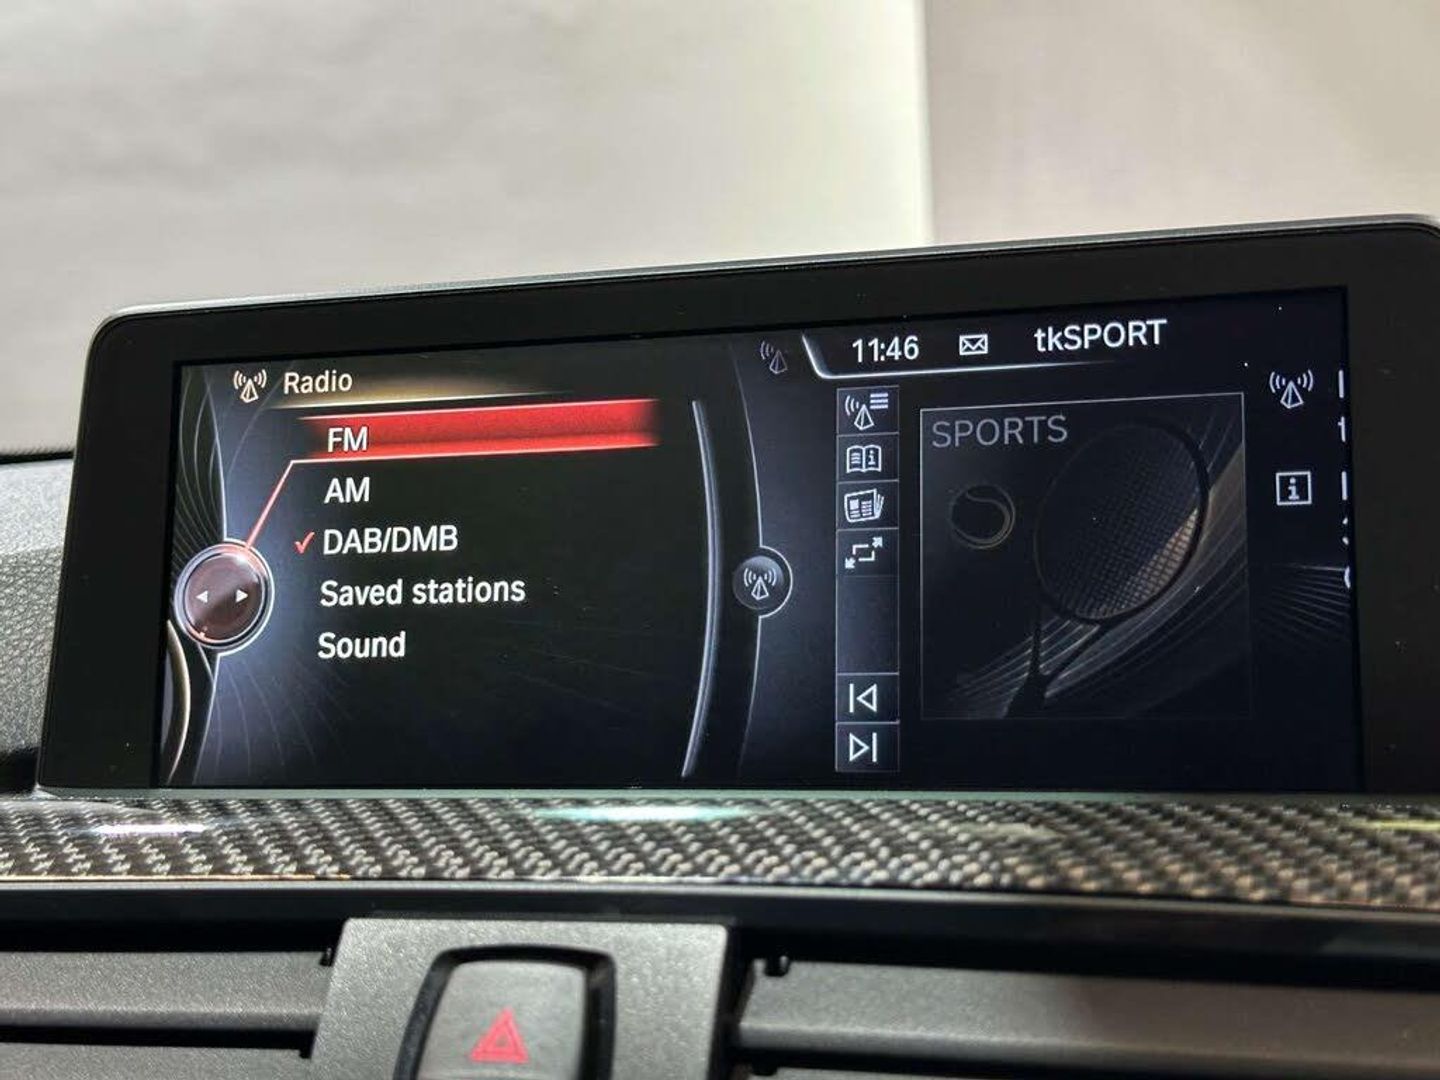 Radio
FM
AM
DAB/DMB
Saved stations
Sound
11:46
tkSPORT
SPORTS